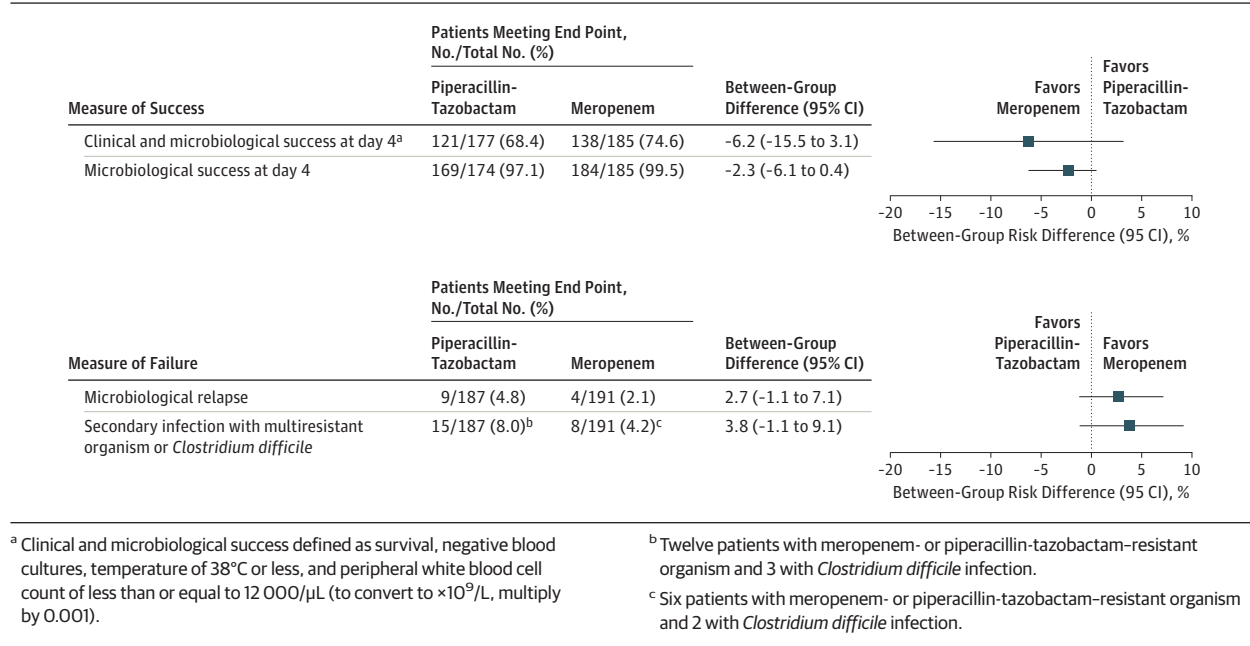 Patients Meeting End Point,
No./Total No. (%)
Measure of Success
Piperacillin-
Tazobactam
Meropenem
Between-Group
Difference (95% CI)
Favors
Meropenem
Favors
Piperacillin-
Tazobactam
Clinical and microbiological success at day 4a 121/177 (68.4) 138/185 (74.6) -6.2 (-15.5 to 3.1)
Microbiological success at day 4 169/174 (97.1) 184/185 (99.5) -2.3 (-6.1 to 0.4)
-20 -15 -10 -5 0 5 10
Between-Group Risk Difference (95 CI), %
Patients Meeting End Point,
No./Total No. (%)
Measure of Failure
Piperacillin-
Tazobactam
Meropenem
Between-Group
Difference (95% CI)
Favors
Piperacillin-
Tazobactam
Favors
Meropenem
Microbiological relapse 9/187 (4.8) 4/191 (2.1) 2.7 (-1.1 to 7.1)
Secondary infection with multiresistant 15/187 (8.0)b 8/191 (4.2)c 3.8 (-1.1 to 9.1)
organism or Clostridium difficile
-20 -15 -10 -5 0 5 10
Between-Group Risk Difference (95 CI), %
a Clinical and microbiological success defined as survival, negative blood
cultures, temperature of 38°C or less, and peripheral white blood cell
count of less than or equal to 12 000/μL (to convert to ×10⁹/L, multiply
by 0.001).
b Twelve patients with meropenem- or piperacillin-tazobactam–resistant
organism and 3 with Clostridium difficile infection.
c Six patients with meropenem- or piperacillin-tazobactam–resistant organism
and 2 with Clostridium difficile infection.